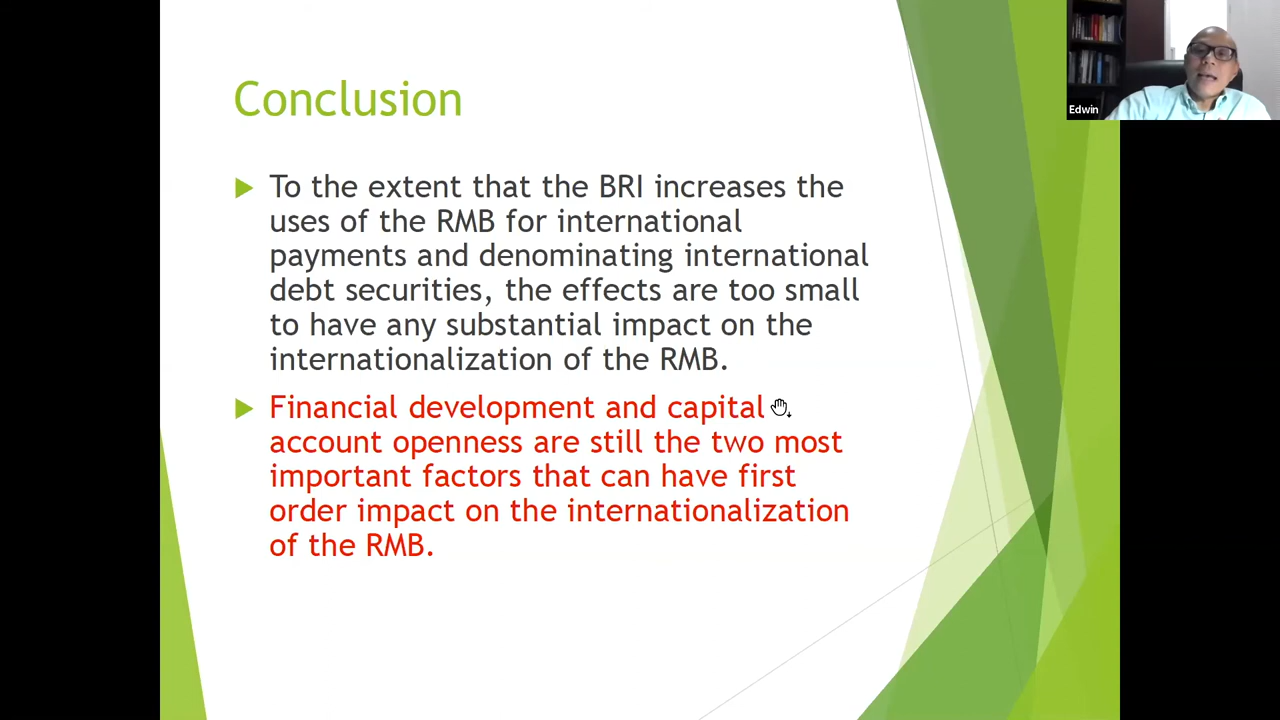 Conclusion
To the extent that the BRI increases the
uses of the RMB for international
payments and denominating international
debt securities, the effects are too small
to have any substantial impact on the
internationalization of the RMB.
Financial development and capital
account openness are still the two most
important factors that can have first
order impact on the internationalization
of the RMB.
Edwin